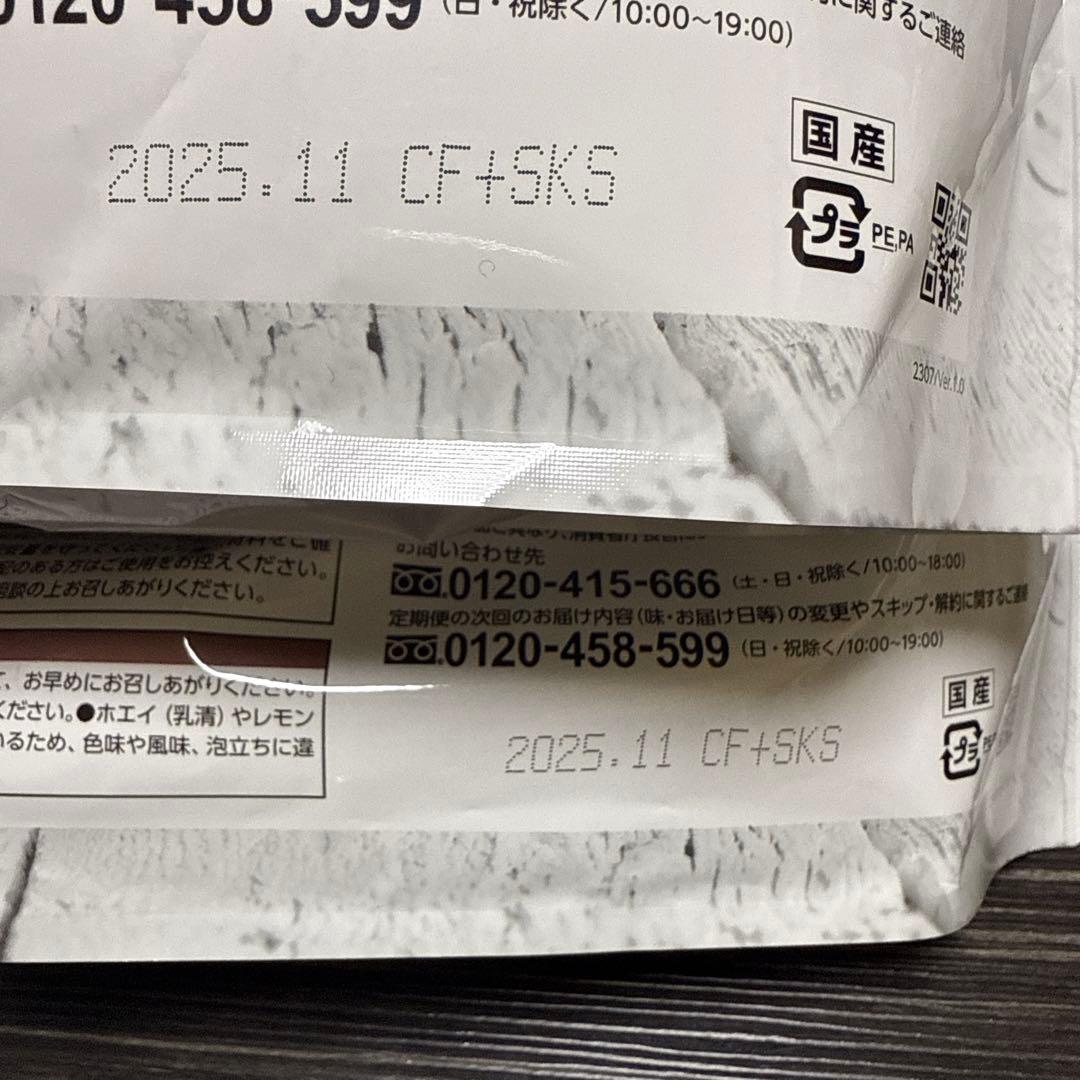 0120-458-599 (日・祝除く/10:00~19:00)
に関するご連絡
2025.11 CF+SKS
国産
プラ
PE,PA
2307/Ver.1.0
のある方はご使用をお控えください。
談の上お召しあがりください。
、お早めにお召しあがりください。
ください。●ホエイ（乳清）やレモン
いるため、色味や風味、泡立ちに違
お問い合わせ先
0120-415-666 (土・日・祝除く/10:00~18:00)
定期便の次回のお届け内容(味・お届け日等)の変更やスキップ・解約に関するご連絡
0120-458-599 (日・祝除く/10:00~19:00)
2025.11 CF+SKS
国産
プラ